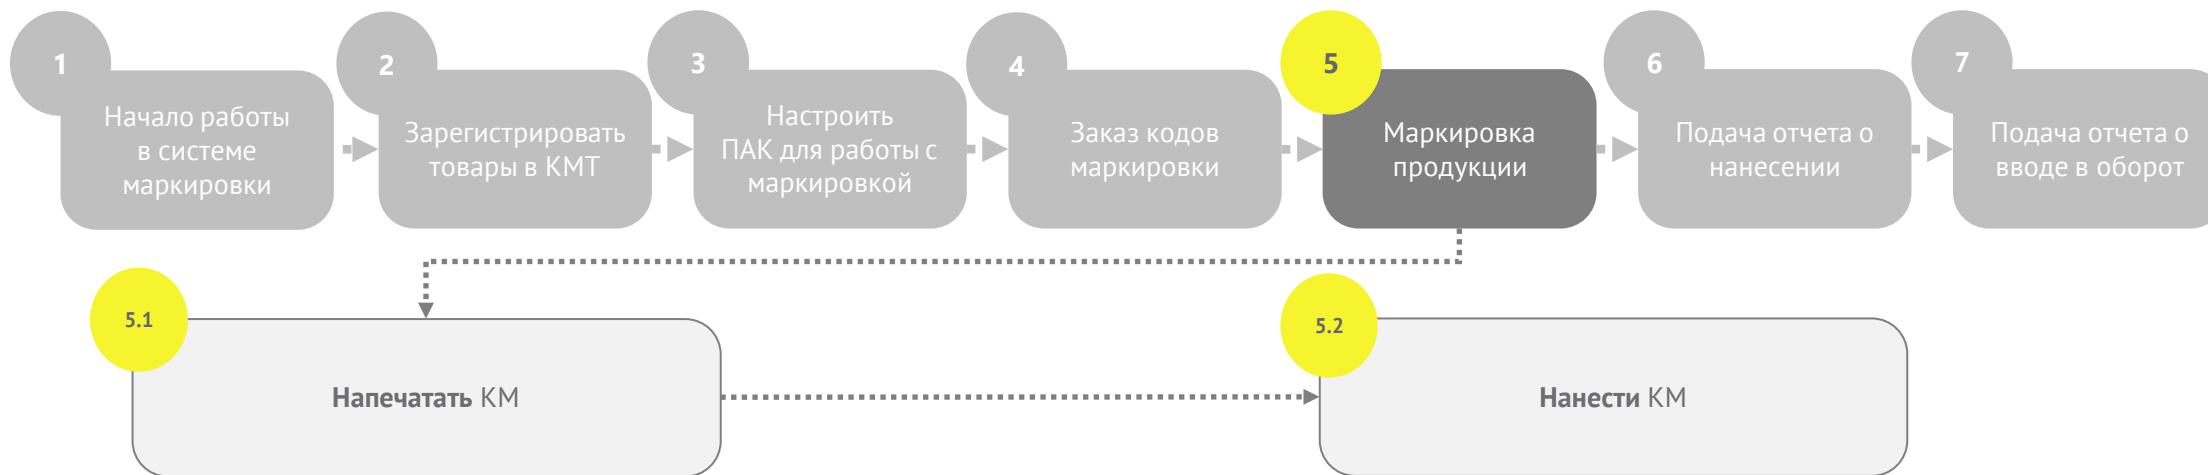 1
Начало работы
в системе
маркировки
2
Зарегистрировать
товары в КМТ
3
Настроить
ПАК для работы с
маркировкой
4
Заказ кодов
маркировки
5
Маркировка
продукции
6
Подача отчета о
нанесении
7
Подача отчета о
вводе в оборот
5.1
Напечатать КМ
5.2
Нанести КМ